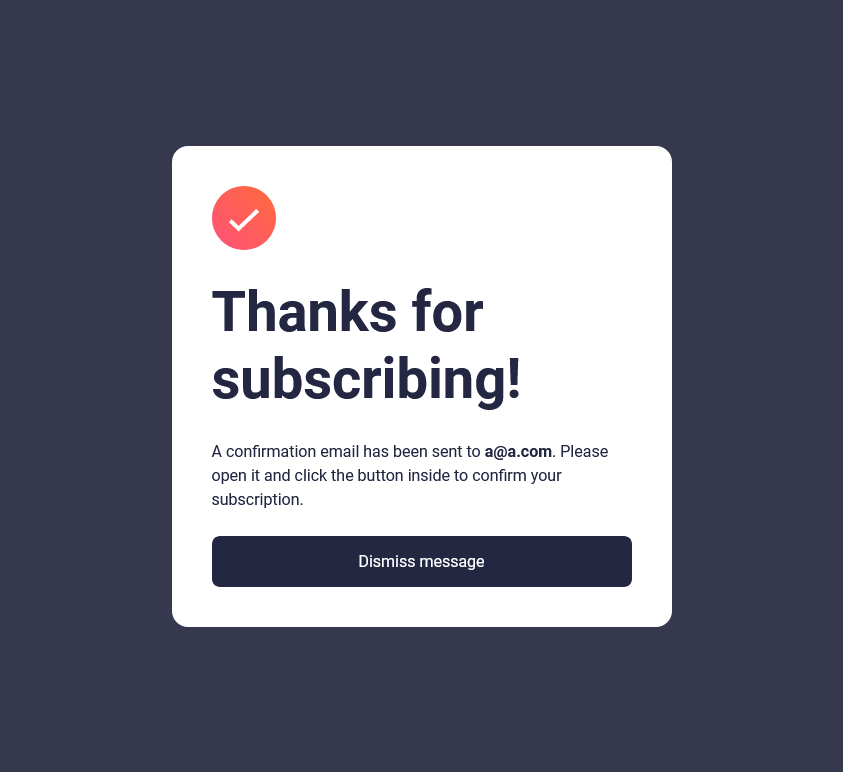 Thanks for
subscribing!
A confirmation email has been sent to a@a.com. Please
open it and click the button inside to confirm your
subscription.
Dismiss message